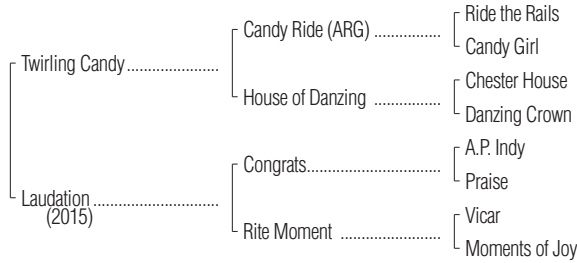 Ride the Rails
Candy Ride (ARG) ................
Candy Girl
Twirling Candy ......................
Chester House
House of Danzing ................
Danzing Crown
A.P. Indy
Congrats.............................
Praise
Laudation ..............................
(2015)
Vicar
Rite Moment ........................
Moments of Joy